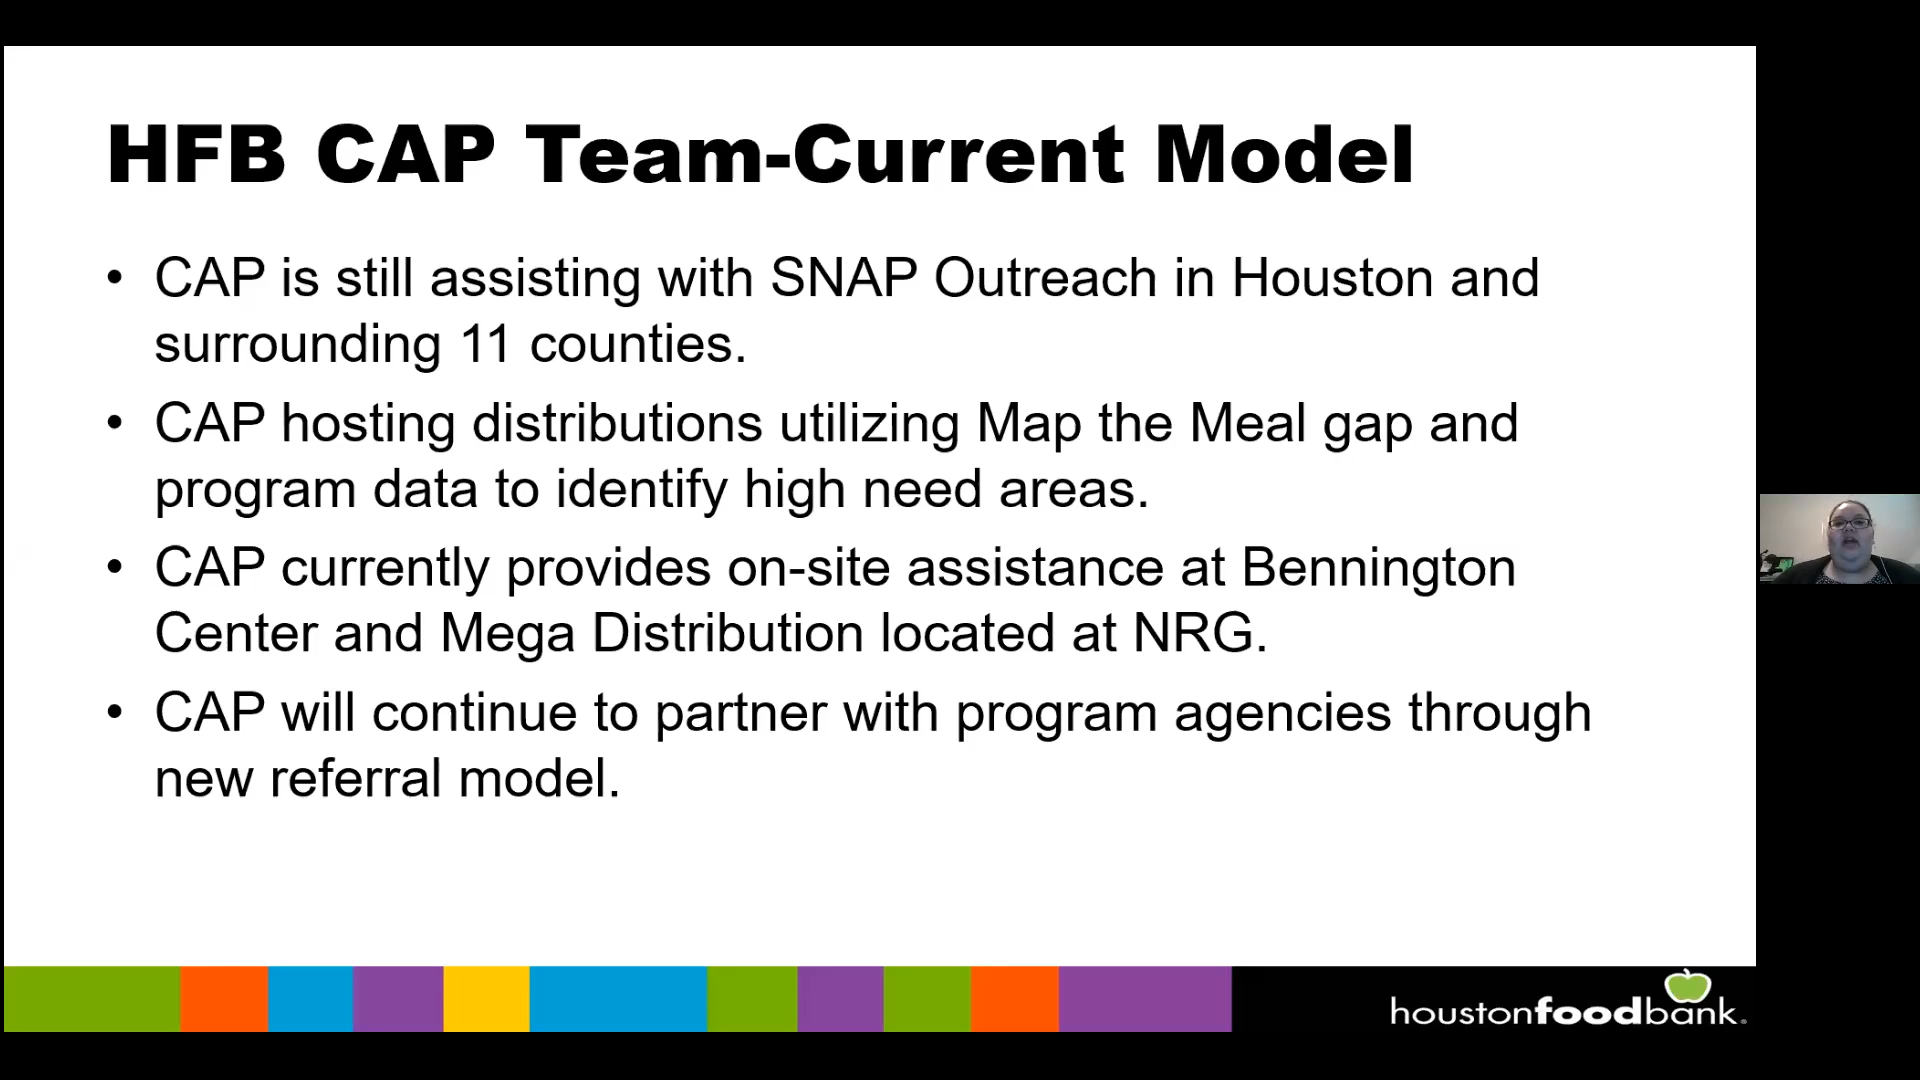 HFB CAP Team-Current Model
• CAP is still assisting with SNAP Outreach in Houston and
surrounding 11 counties.
• CAP hosting distributions utilizing Map the Meal gap and
program data to identify high need areas.
• CAP currently provides on-site assistance at Bennington
Center and Mega Distribution located at NRG.
• CAP will continue to partner with program agencies through
new referral model.
houstonfoodbank